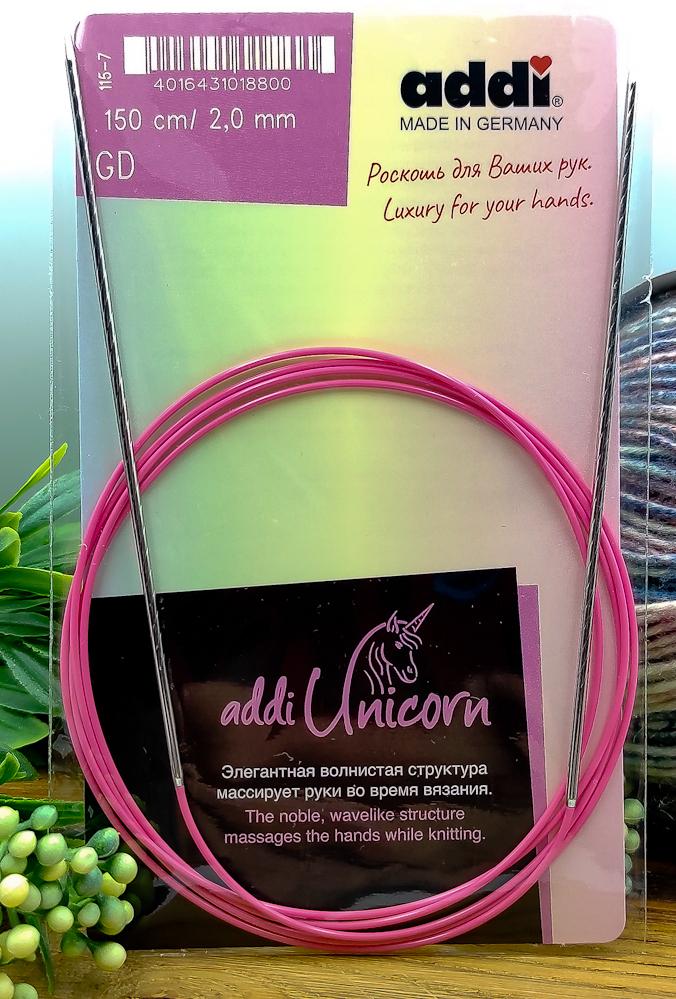 115-7
4016431018800
150 cm/ 2,0 mm
GD
addi®
MADE IN GERMANY
Роскошь для Ваших рук.
Luxury for your hands.
addi Unicorn
Элегантная волнистая структура
массирует руки во время вязания.
The noble, wavelike structure
massages the hands while knitting.